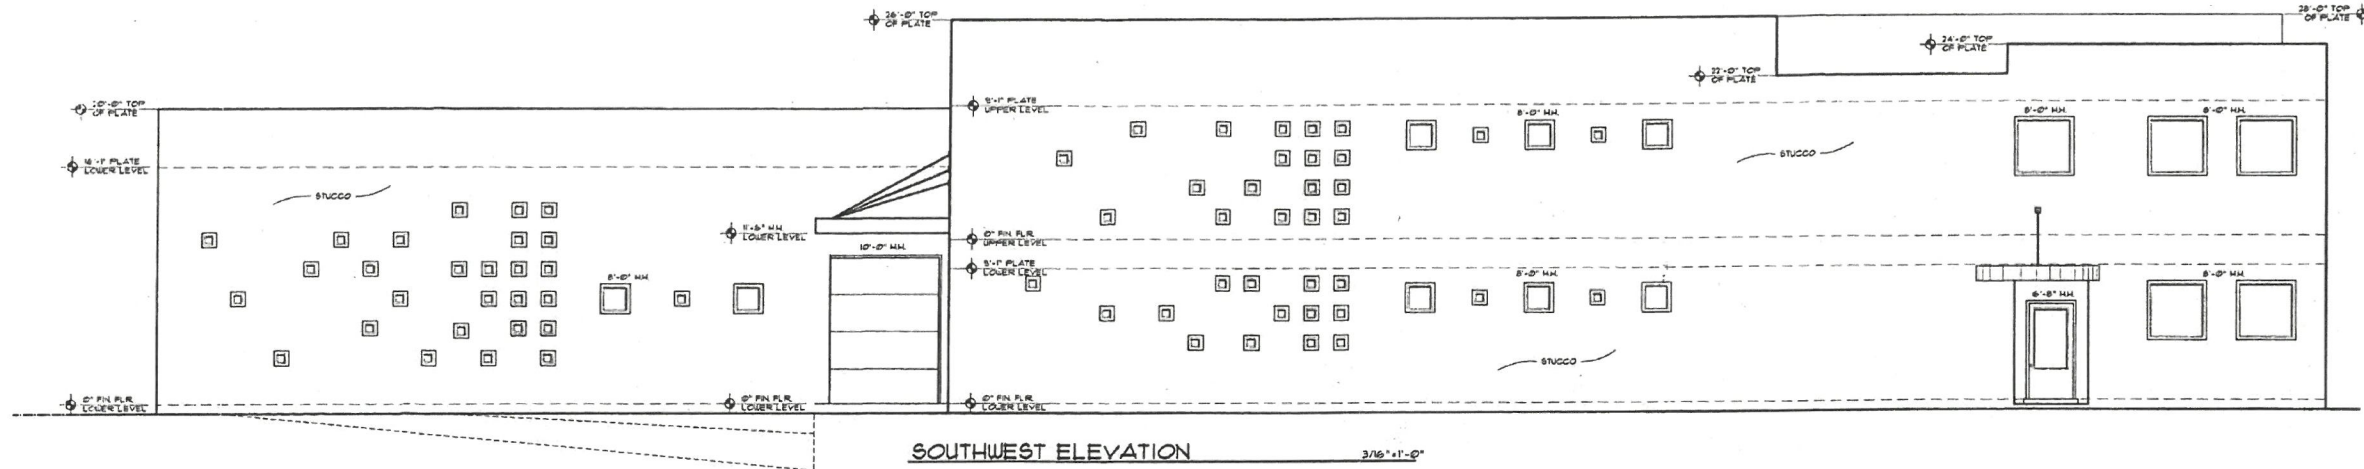 26'-0" TOP
OF PLATE
28'-0" TOP
OF PLATE
24'-0" TOP
OF PLATE
22'-0" TOP
OF PLATE
20'-0" TOP
OF PLATE
9'-1" PLATE
UPPER LEVEL
8'-0" H.H.
8'-0" H.H.
8'-0" H.H.
16'-1" PLATE
LOWER LEVEL
STUCCO
STUCCO
11'-6" H.H.
LOWER LEVEL
10'-0" H.H.
0" FIN. FLR.
UPPER LEVEL
9'-1" PLATE
LOWER LEVEL
8'-0" H.H.
8'-0" H.H.
8'-0" H.H.
6'-8" H.H.
STUCCO
0" FIN. FLR.
LOWER LEVEL
0" FIN. FLR.
LOWER LEVEL
0" FIN. FLR.
LOWER LEVEL
SOUTHWEST ELEVATION
3/16"=1'-0"